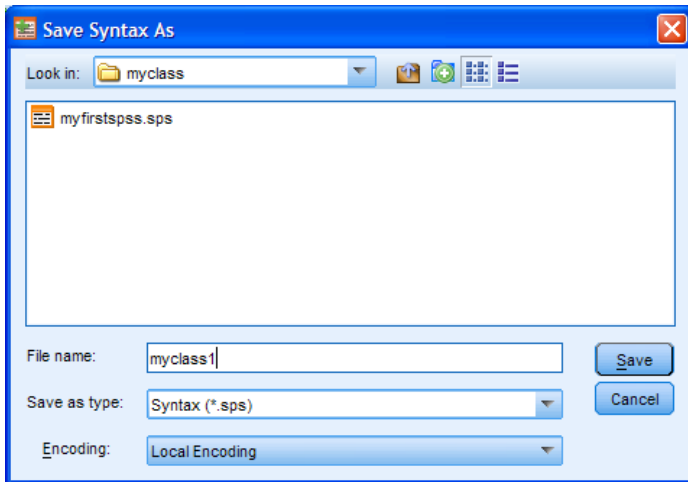 Save Syntax As
Look in: myclass
myfirstspss.sps
File name: myclass1 Save
Save as type: Syntax (*.sps) Cancel
Encoding: Local Encoding